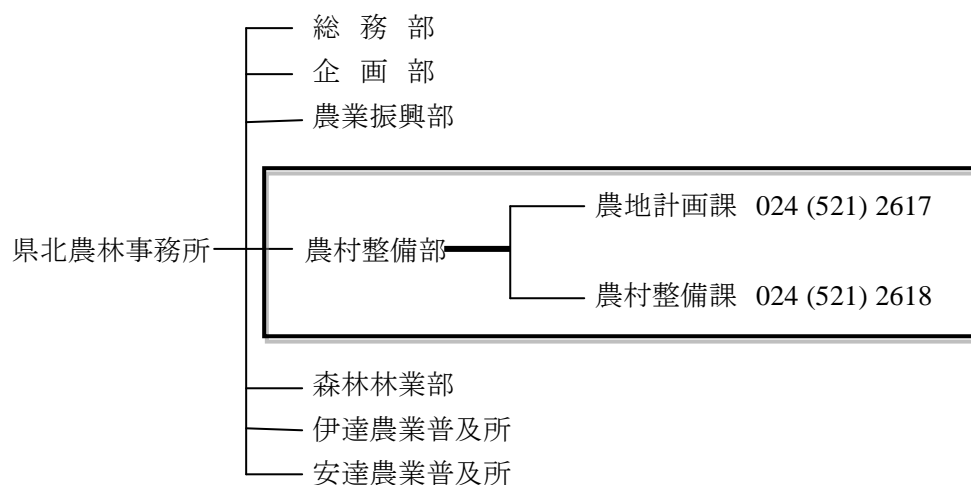 総 務 部
企 画 部
農業振興部
農地計画課 024 (521) 2617
県北農林事務所 農村整備部
農村整備課 024 (521) 2618
森林林業部
伊達農業普及所
安達農業普及所